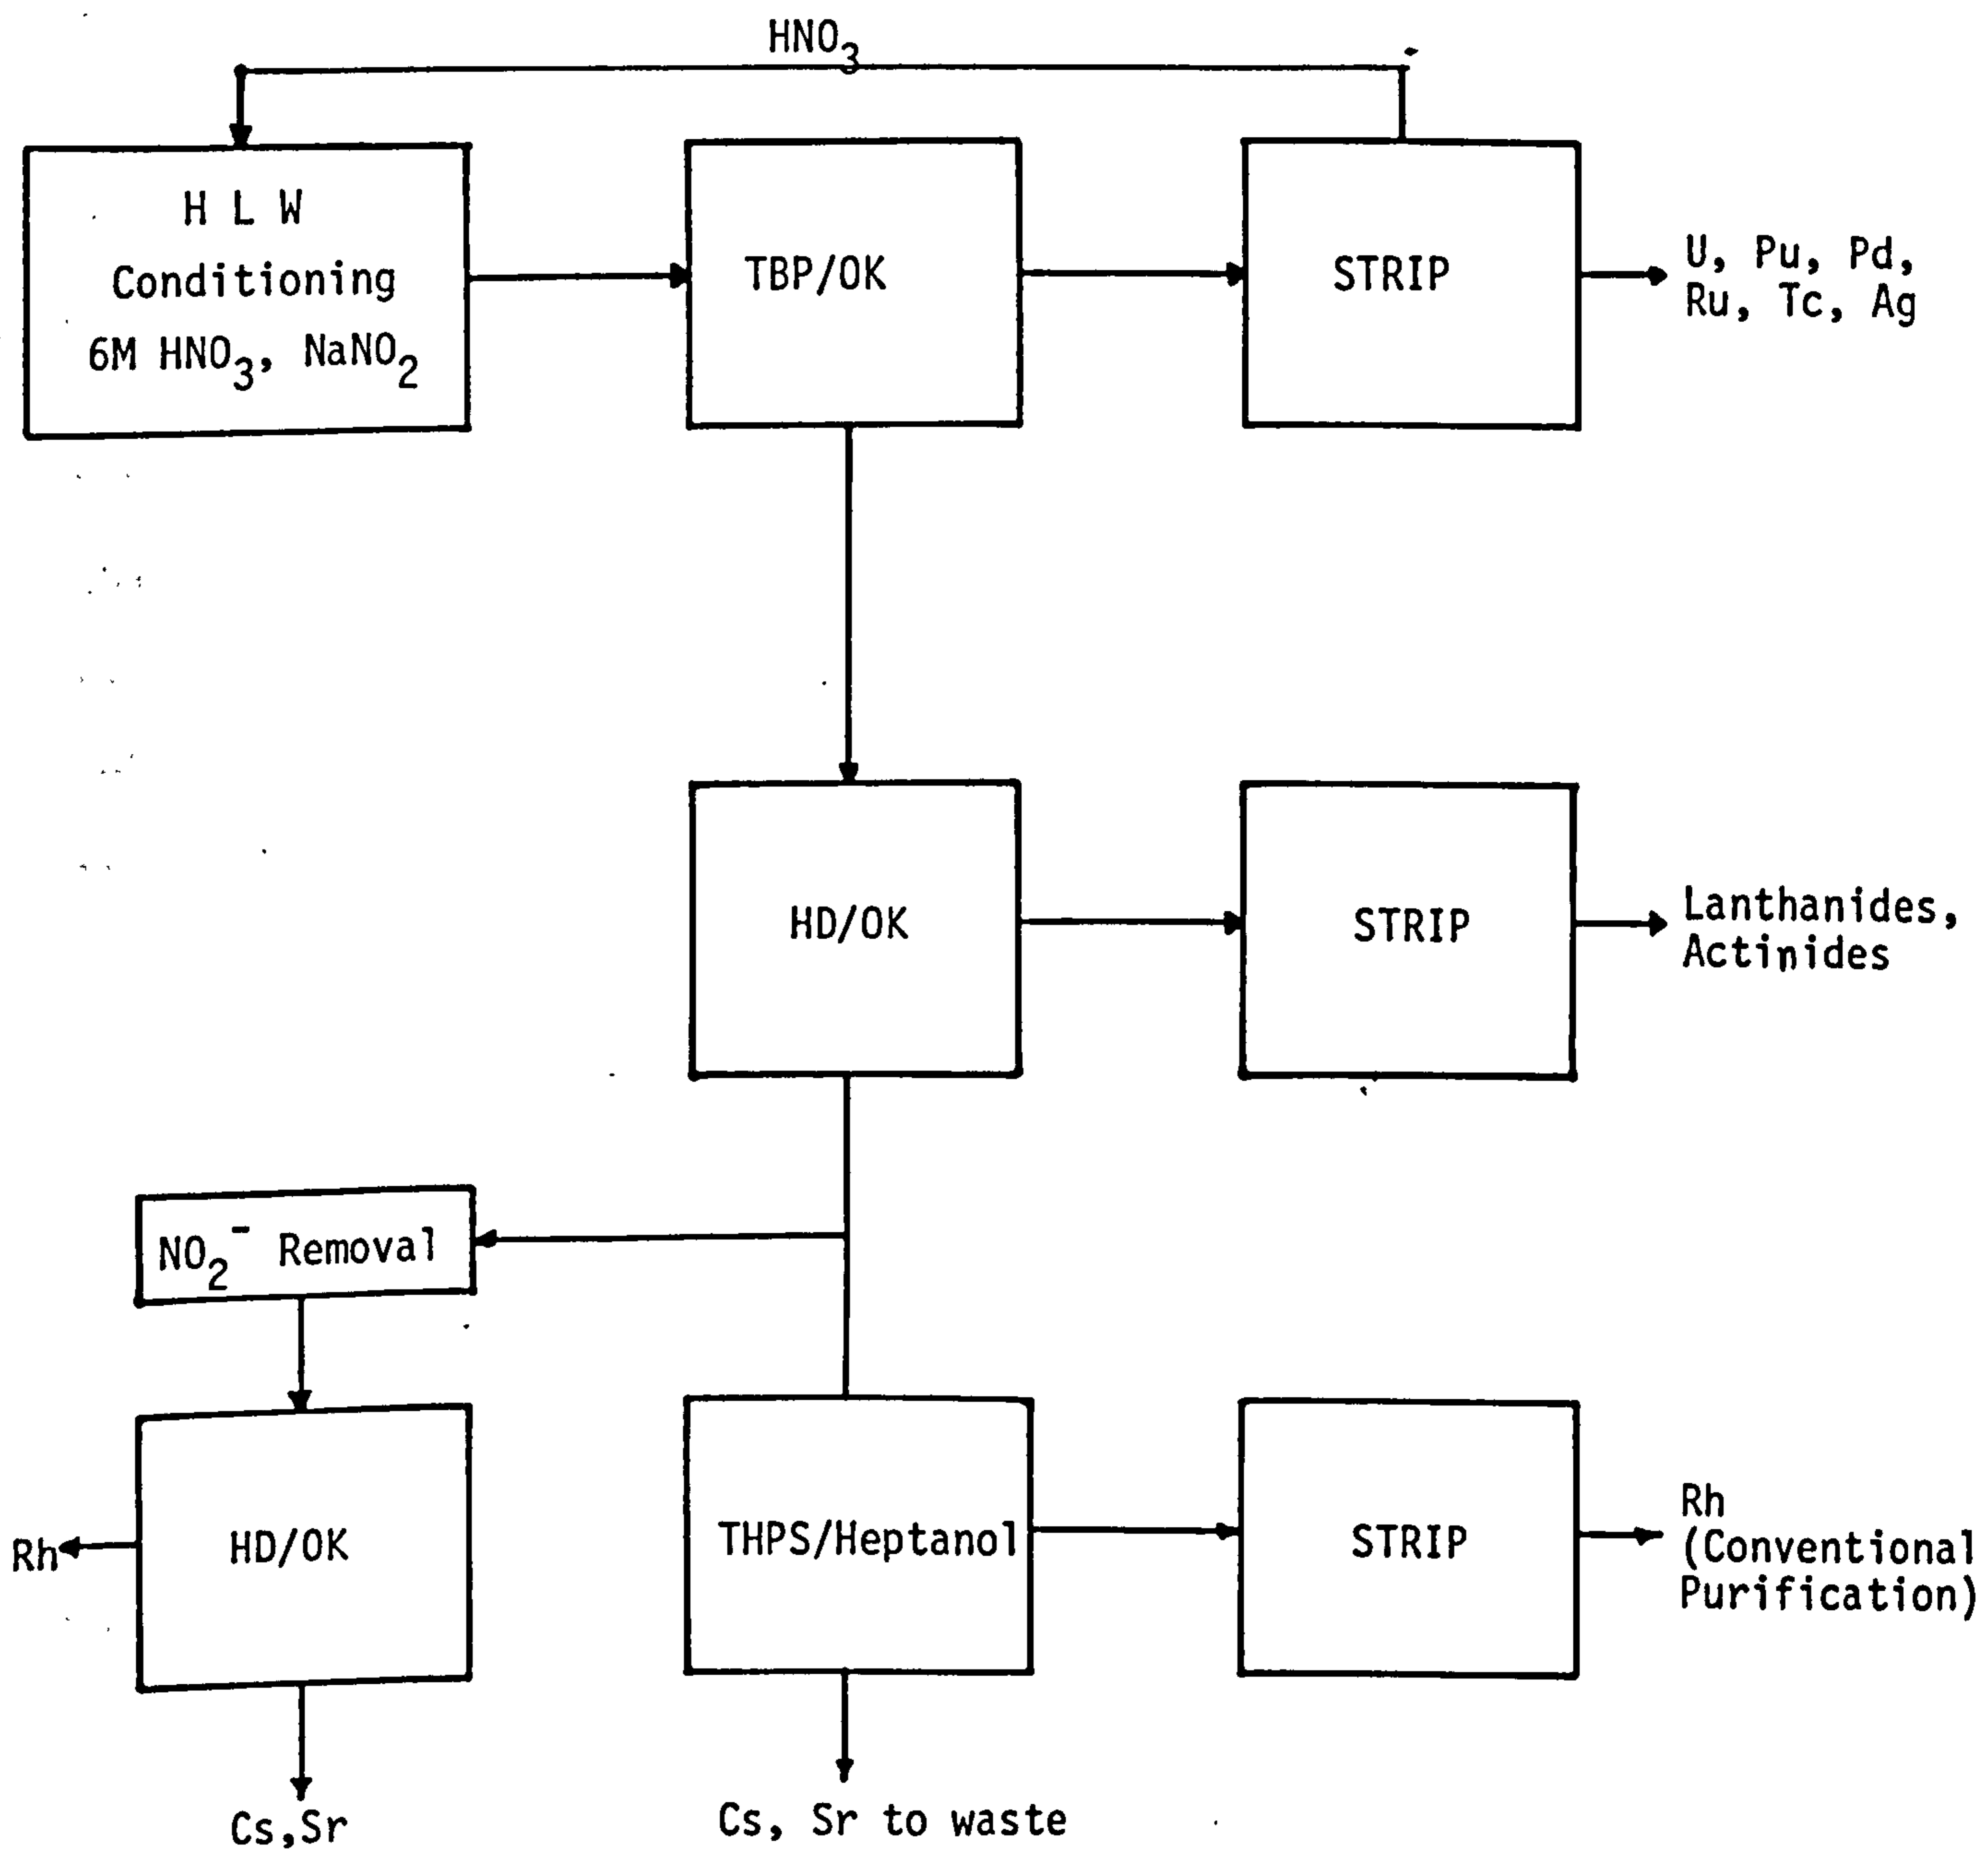 HNO₃
H L W
Conditioning
6M HNO₃, NaNO₂
TBP/OK
STRIP
U, Pu, Pd,
Ru, Tc, Ag
HD/OK
STRIP
Lanthanides,
Actinides
NO₂⁻ Removal
Rh
HD/OK
THPS/Heptanol
STRIP
Rh
(Conventional
Purification)
Cs,Sr
Cs, Sr to waste